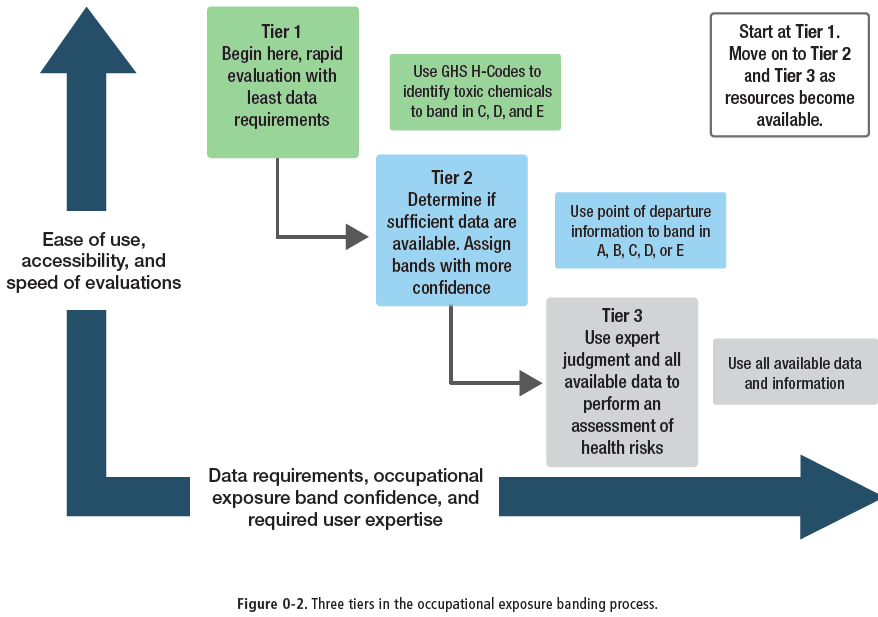 Tier 1
Begin here, rapid
evaluation with
least data
requirements
Use GHS H-Codes to
identify toxic chemicals
to band in C, D, and E
Start at Tier 1.
Move on to Tier 2
and Tier 3 as
resources become
available.
Tier 2
Determine if
sufficient data are
available. Assign
bands with more
confidence
Use point of departure
information to band in
A, B, C, D, or E
Ease of use,
accessibility, and
speed of evaluations
Tier 3
Use expert
judgment and all
available data to
perform an
assessment of
health risks
Use all available data
and information
Data requirements, occupational
exposure band confidence, and
required user expertise
Figure 0-2. Three tiers in the occupational exposure banding process.